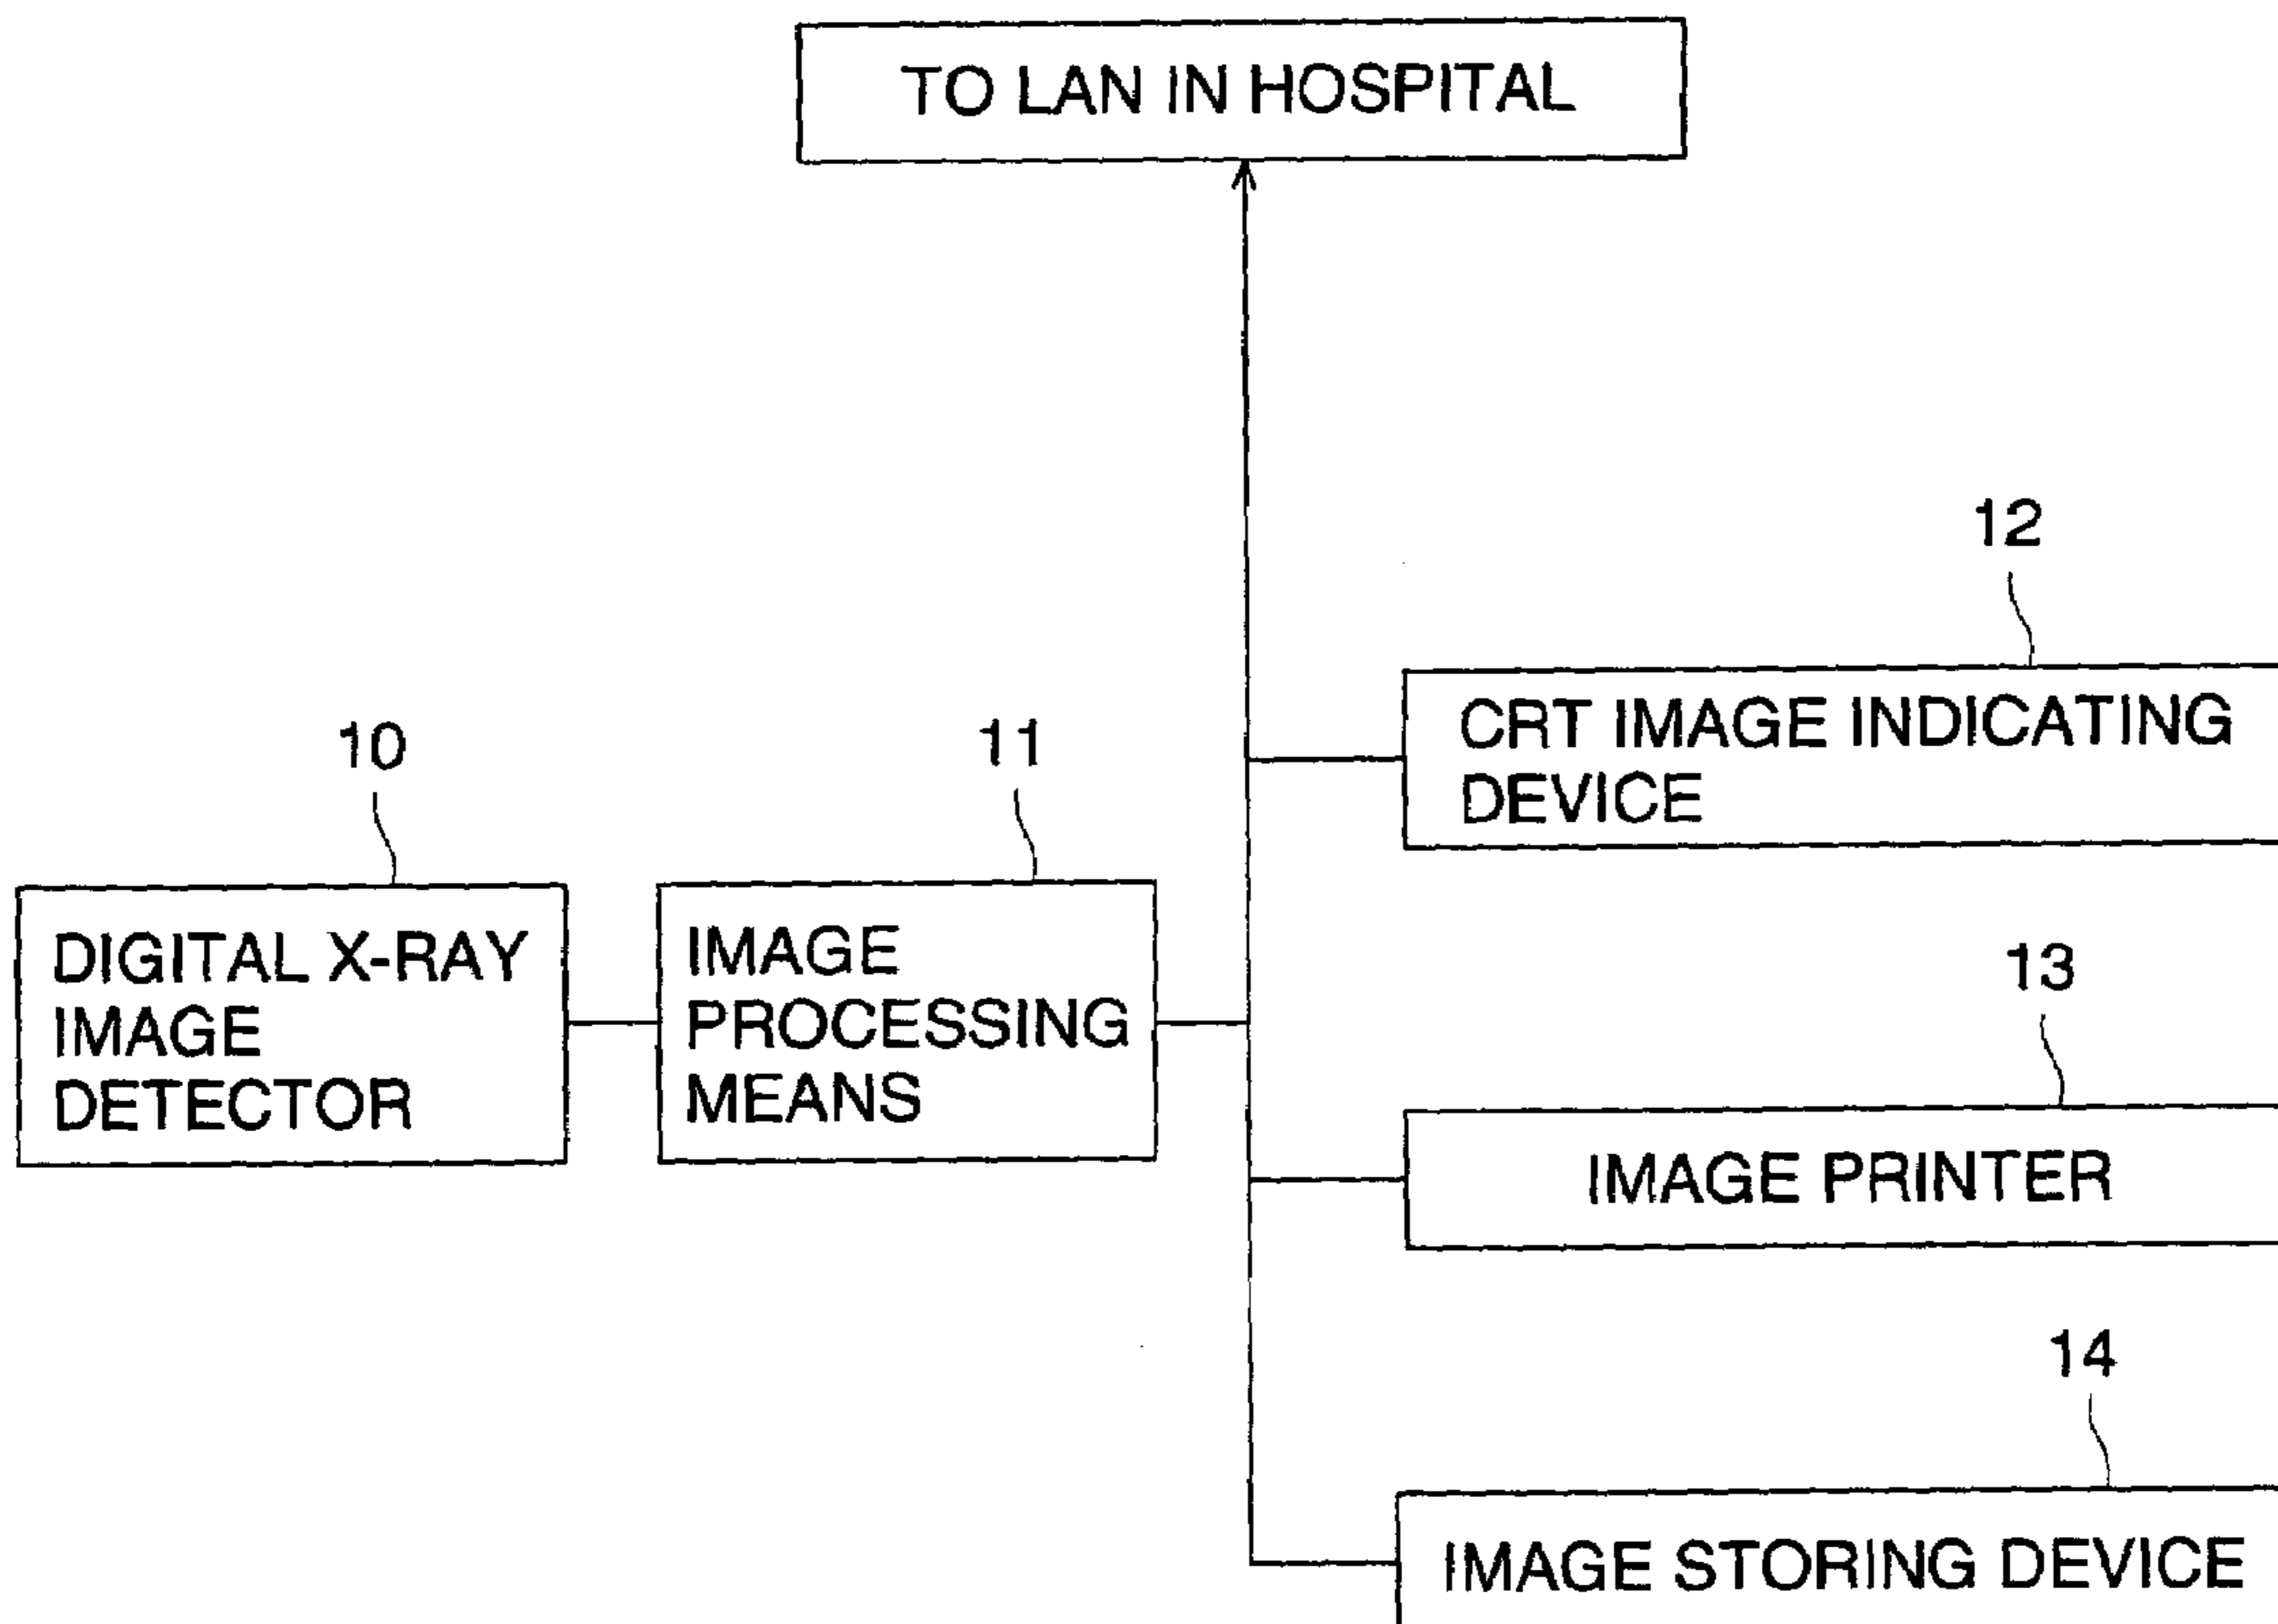 TO LAN IN HOSPITAL
12
CRT IMAGE INDICATING
DEVICE
10
DIGITAL X-RAY
IMAGE
DETECTOR
11
IMAGE
PROCESSING
MEANS
13
IMAGE PRINTER
14
IMAGE STORING DEVICE